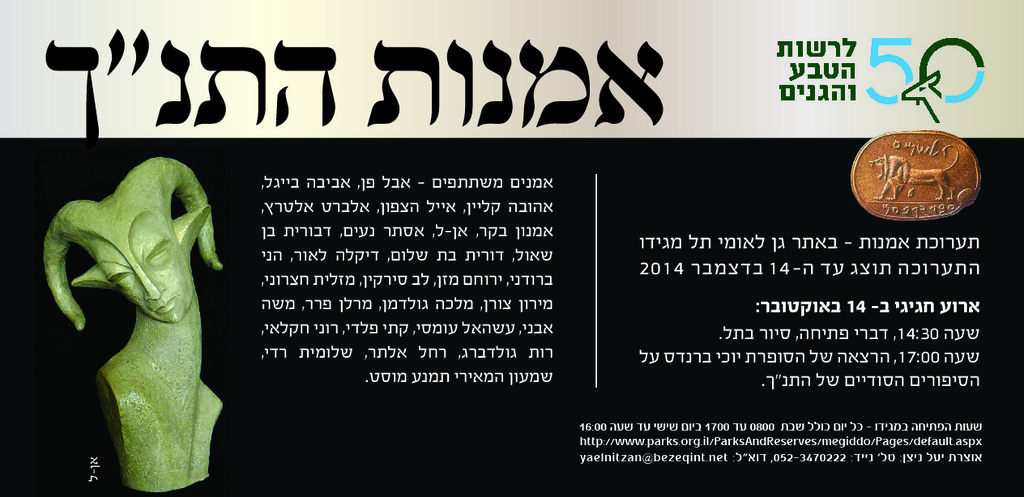 אמנות התנ״ך
50
לרשות
הטבע
והגנים
אמנים משתתפים - אבל פן, אביבה בייגל,
אהובה קליין, אייל הצפון, אלברט אלטרץ,
אמנון בקר, אן-ל, אסתר נעים, דבורית בן
שאול, דורית בת שלום, דיקלה לאור, הני
ברודני, ירוחם מזן, לב סירקין, מזלית חצרוני,
מירון צורן, מלכה גולדמן, מרלן פרר, משה
אבני, עשהאל עומסי, קתי פלדי, רוני חקלאי,
רות גולדברג, רחל אלתר, שלומית רדי,
שמעון המאירי תמנע מוסט.
תערוכת אמנות - באתר גן לאומי תל מגידו
התערוכה תוצג עד ה-14 בדצמבר 2014
ארוע חגיגי ב- 14 באוקטובר:
שעה 14:30, דברי פתיחה, סיור בתל.
שעה 17:00, הרצאה של הסופרת יוכי ברנדס על
הסיפורים הסודיים של התנ״ך.
שעות הפתיחה במגידו - כל יום כולל שבת 0800 עד 1700 ביום שישי עד שעה 16:00
http://www.parks.org.il/ParksAndReserves/megiddo/Pages/default.aspx
אוצרת יעל ניצן: טל׳ נייד: 052-3470222, דוא״ל: yaelnitzan@bezeqint.net
אן-ל